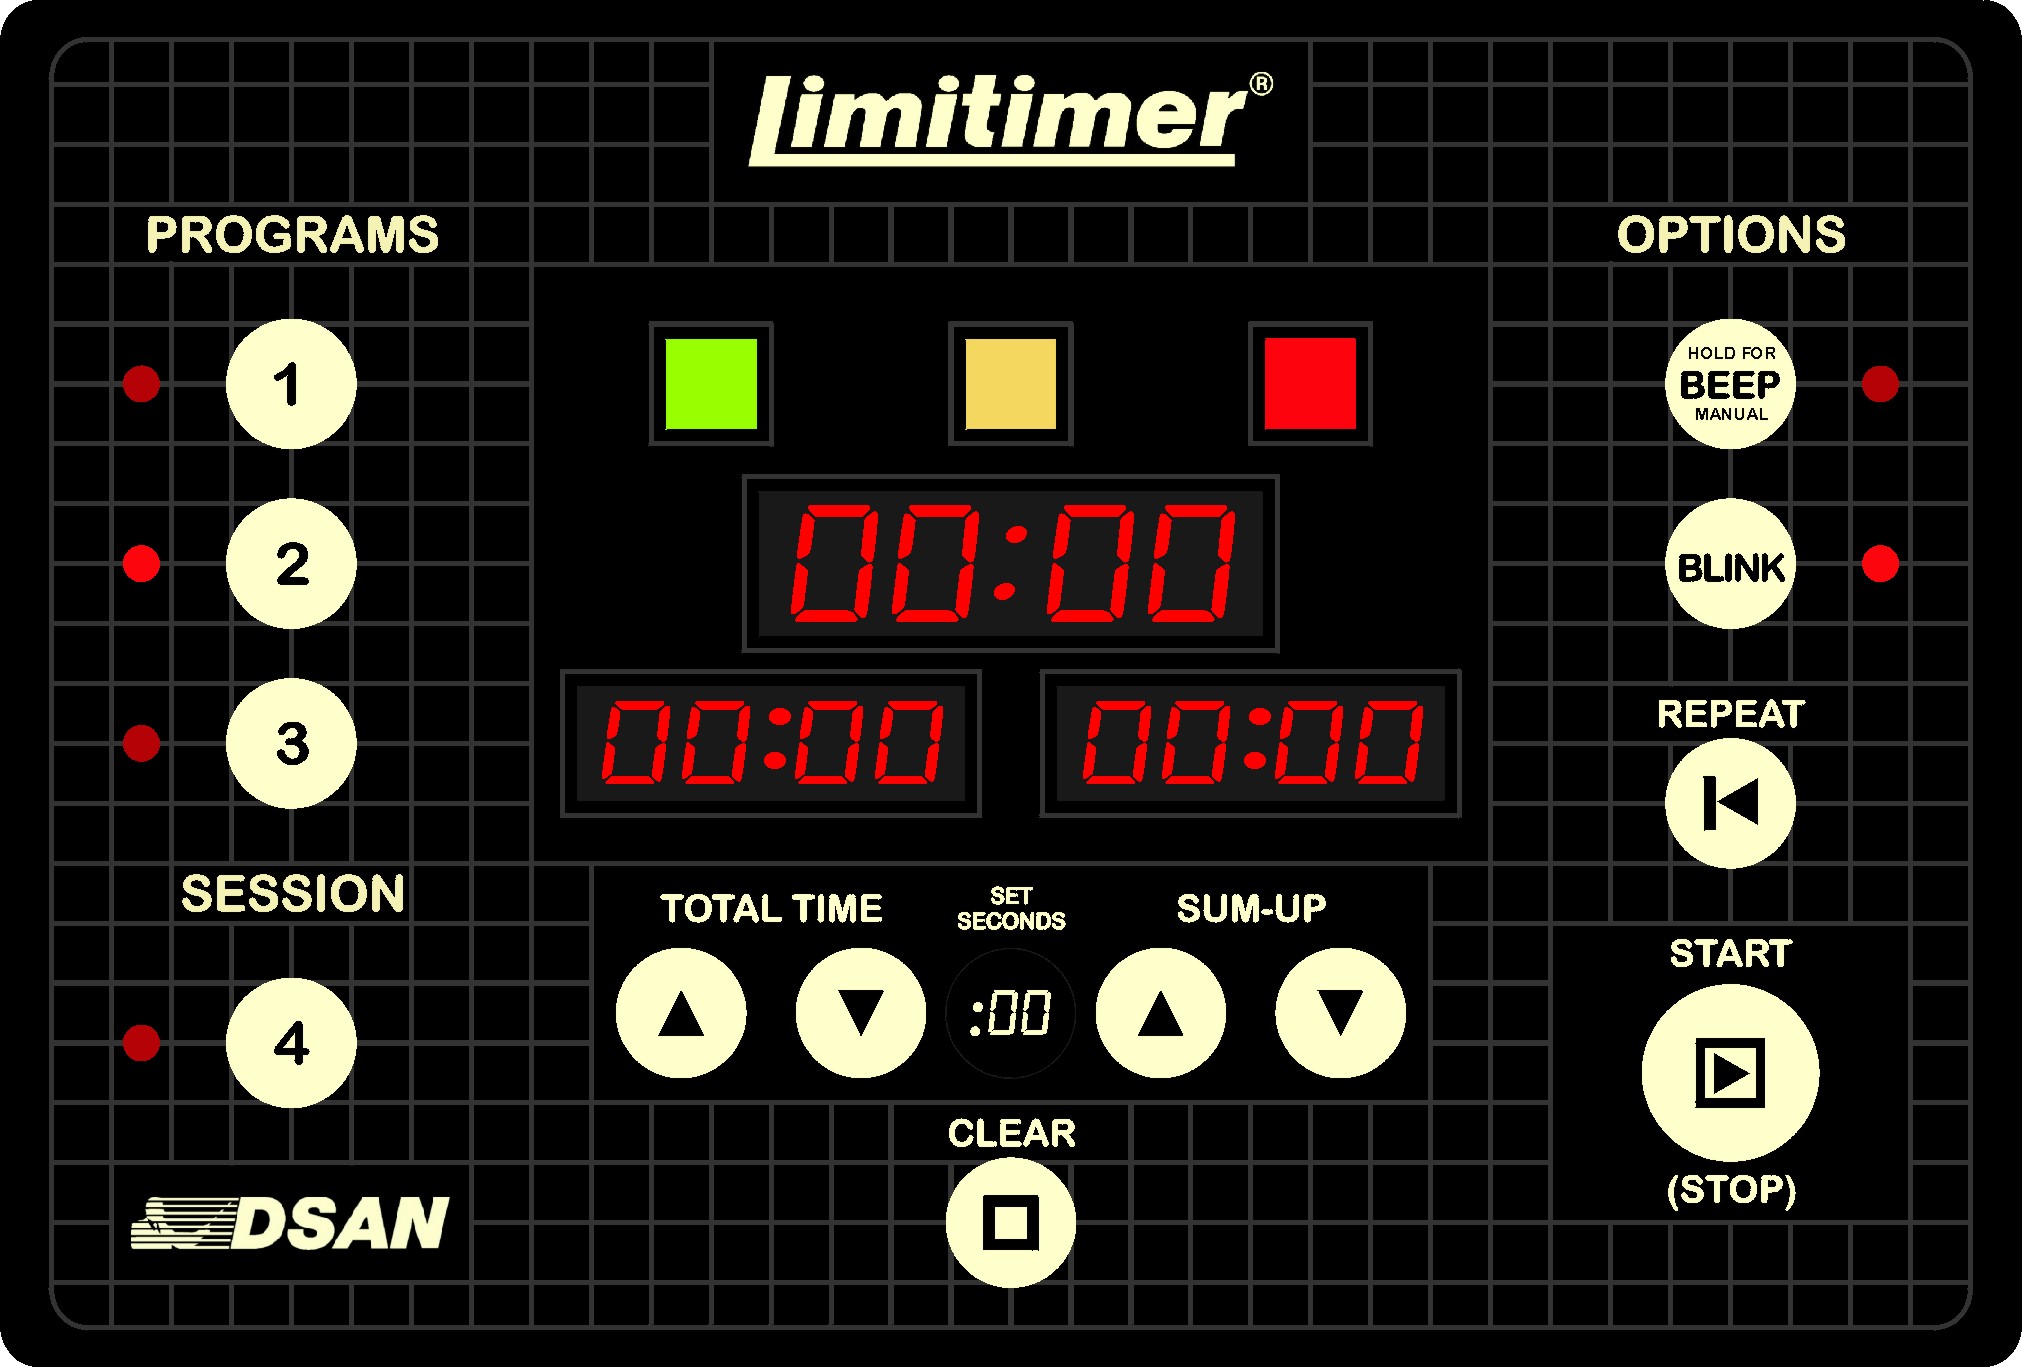 Limitimer®
PROGRAMS
OPTIONS
1
HOLD FOR
BEEP
MANUAL
2
00:00
BLINK
3
00:00
00:00
REPEAT
SESSION
TOTAL TIME
SET
SECONDS
SUM-UP
START
4
:00
CLEAR
(STOP)
DSAN